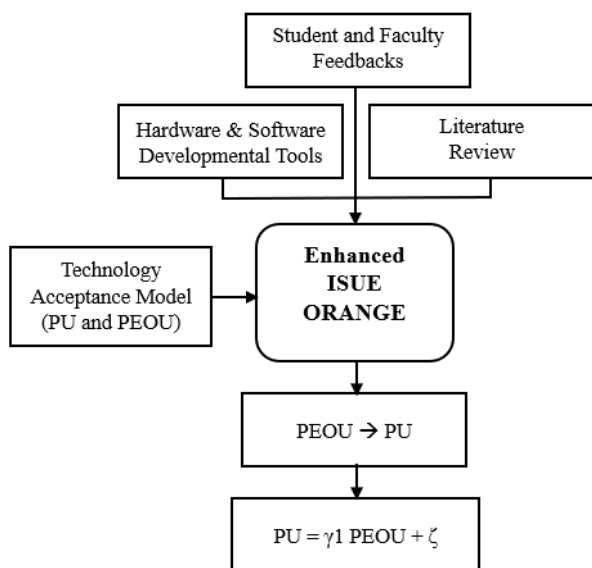 Student and Faculty
Feedbacks
Hardware & Software
Developmental Tools
Literature
Review
Enhanced
ISUE
ORANGE
Technology
Acceptance Model
(PU and PEOU)
PEOU → PU
PU = γ1 PEOU + ζ